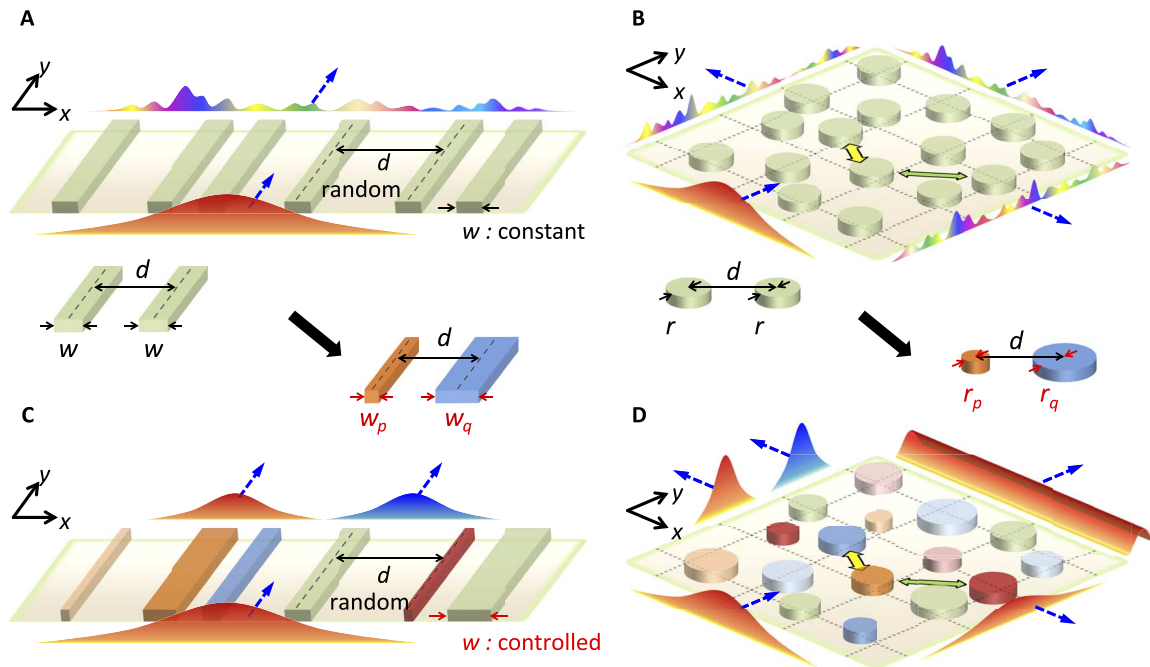 A
y
x
d
random
w : constant
d
w
w
d
w_p
w_q
B
y
x
d
r
r
d
r_p
r_q
C
y
x
d
random
w : controlled
D
y
x